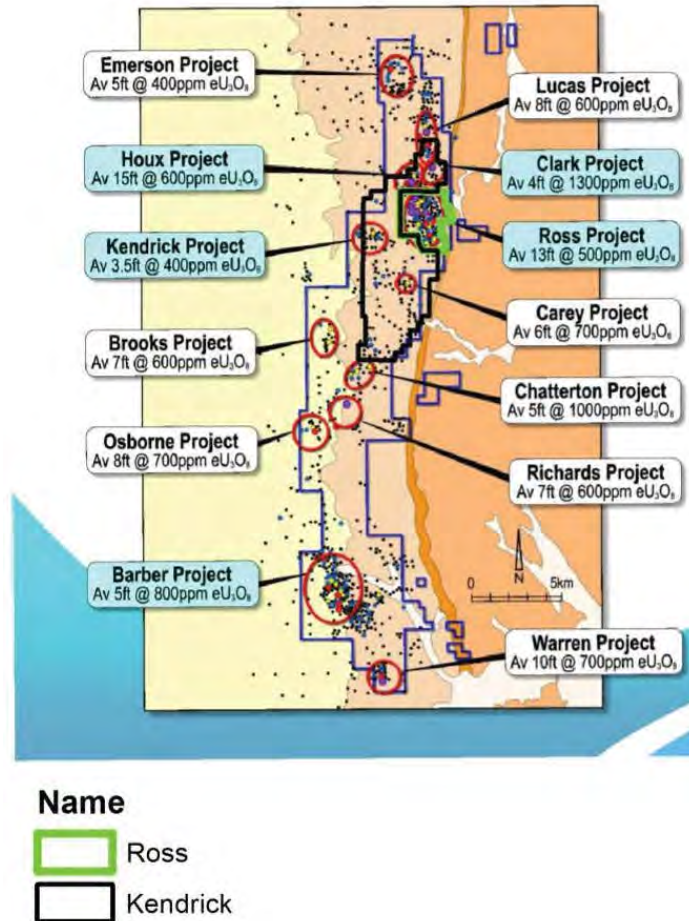 Emerson Project
Av 5ft @ 400ppm eU₃O₈
Lucas Project
Av 8ft @ 600ppm eU₃O₈
Houx Project
Av 15ft @ 600ppm eU₃O₈
Clark Project
Av 4ft @ 1300ppm eU₃O₈
Kendrick Project
Av 3.5ft @ 400ppm eU₃O₈
Ross Project
Av 13ft @ 500ppm eU₃O₈
Carey Project
Av 6ft @ 700ppm eU₃O₈
Brooks Project
Av 7ft @ 600ppm eU₃O₈
Chatterton Project
Av 5ft @ 1000ppm eU₃O₈
Osborne Project
Av 8ft @ 700ppm eU₃O₈
Richards Project
Av 7ft @ 600ppm eU₃O₈
Barber Project
Av 5ft @ 800ppm eU₃O₈
N
0 5km
Warren Project
Av 10ft @ 700ppm eU₃O₈
Name
Ross
Kendrick